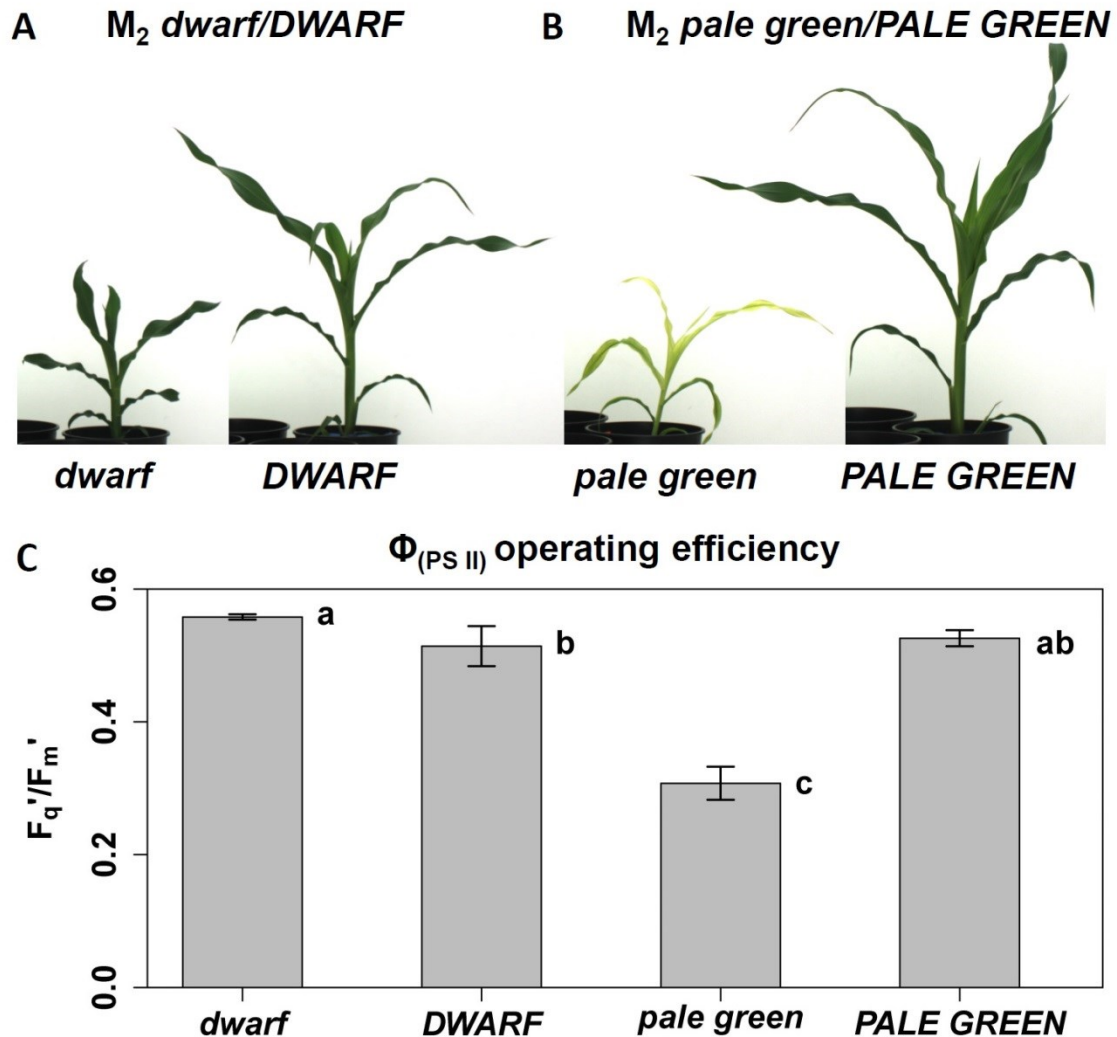 A M₂ dwarf/DWARF
B M₂ pale green/PALE GREEN
dwarf DWARF pale green PALE GREEN
C Φ(PS II) operating efficiency
0.6
0.4
0.2
0.0
Fq'/Fm'
a
b
c
ab
dwarf DWARF pale green PALE GREEN